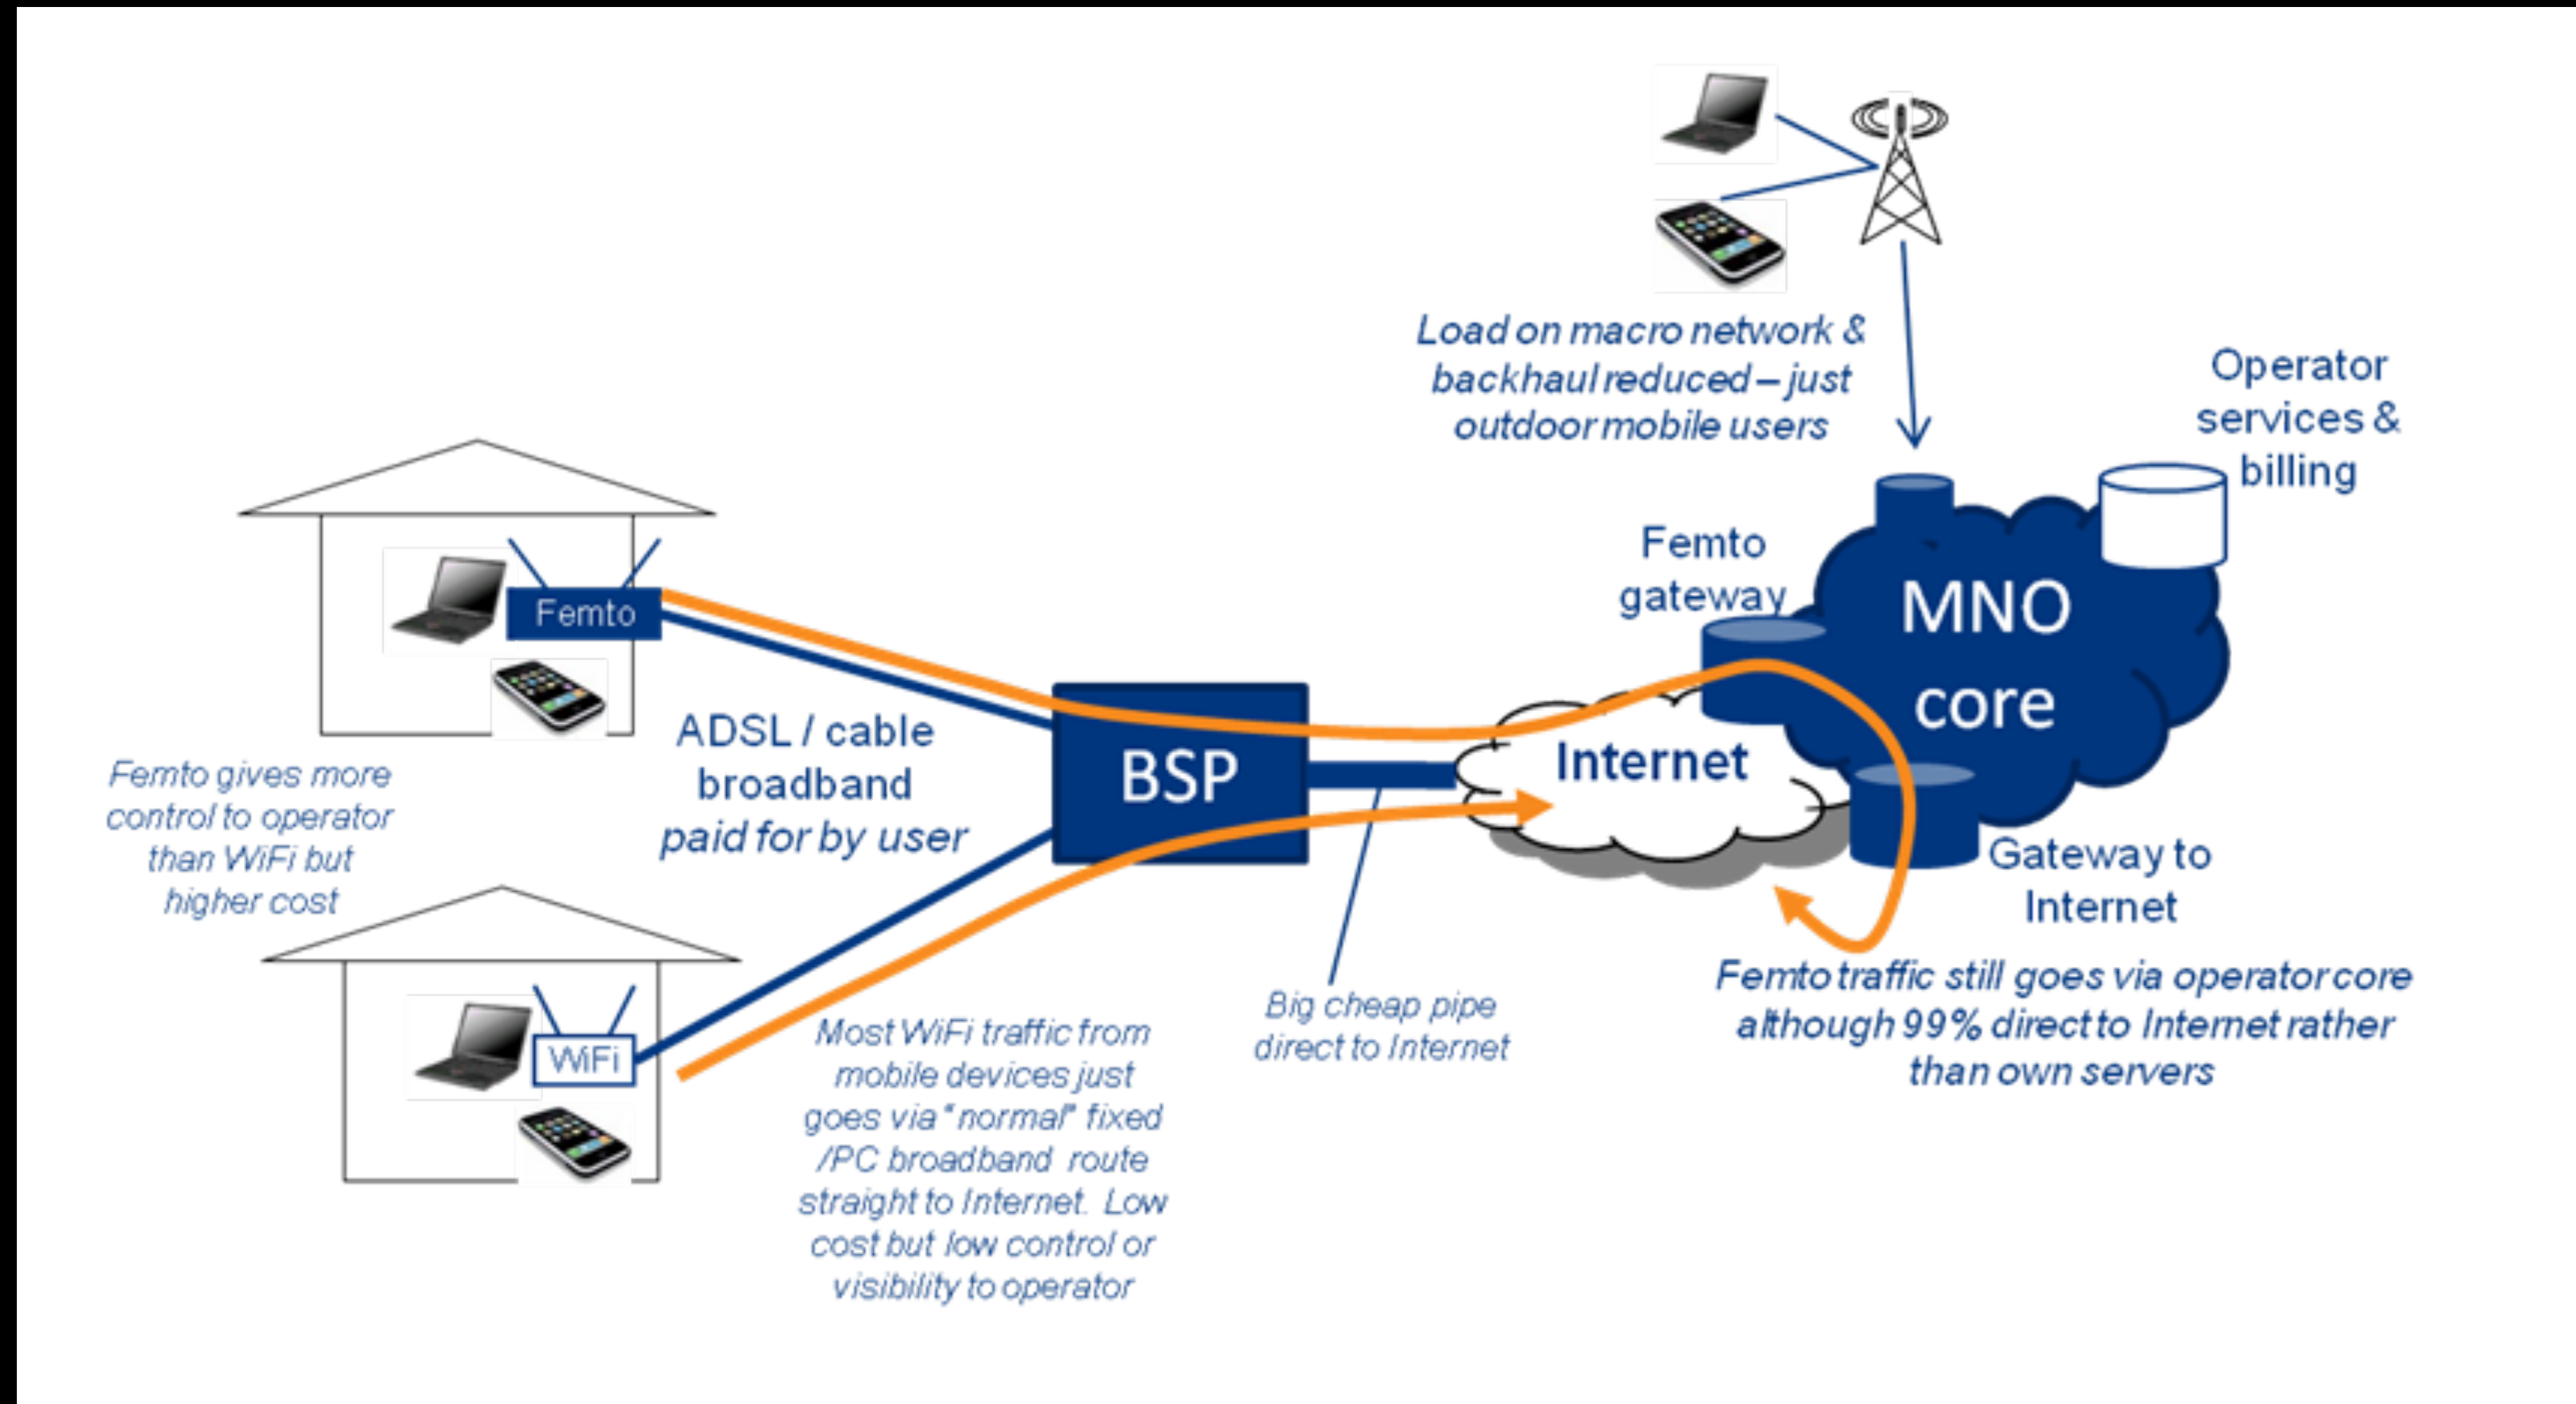 Load on macro network &
backhaul reduced – just
outdoor mobile users
Operator
services &
billing
Femto
gateway
MNO
core
Femto
ADSL / cable
broadband
paid for by user
BSP
Internet
Femto gives more
control to operator
than WiFi but
higher cost
Gateway to
Internet
WiFi
Most WiFi traffic from
mobile devices just
goes via "normal" fixed
/PC broadband route
straight to Internet. Low
cost but low control or
visibility to operator
Big cheap pipe
direct to Internet
Femto traffic still goes via operator core
although 99% direct to Internet rather
than own servers